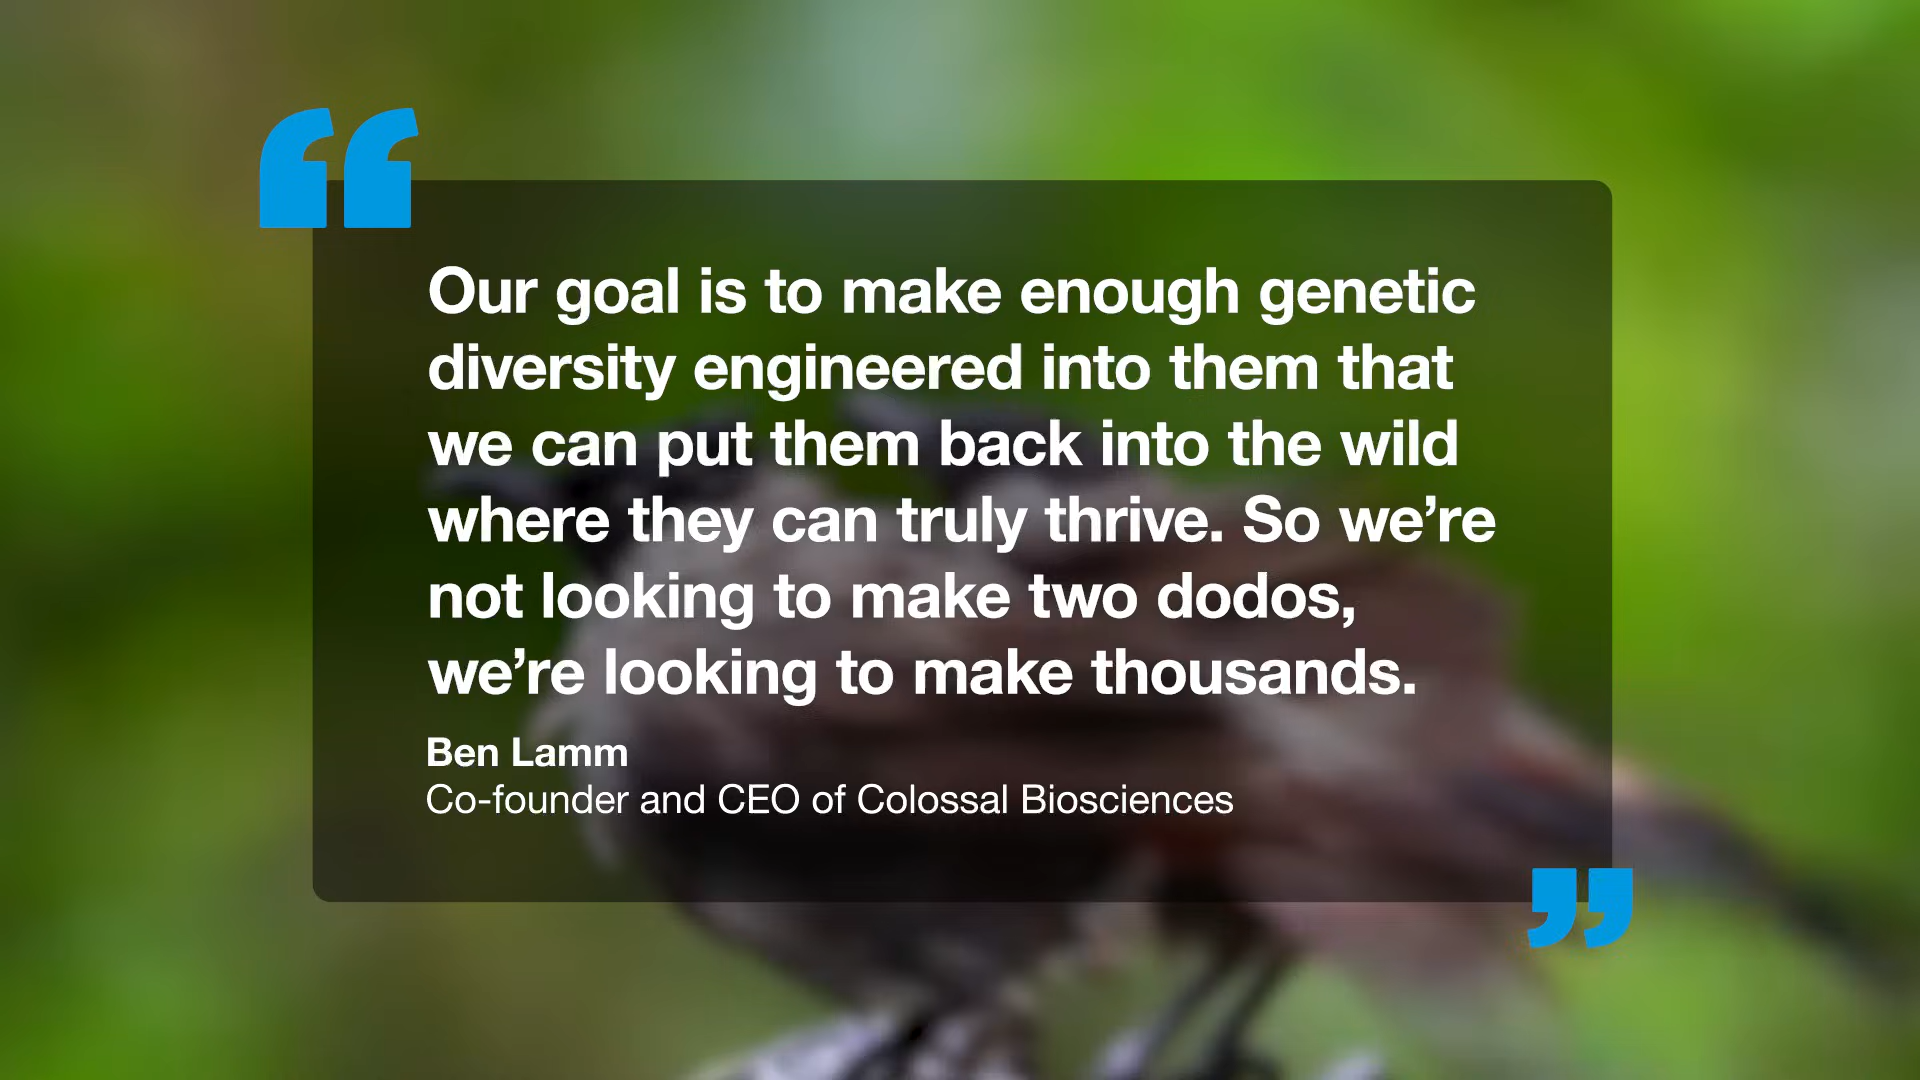 “
Our goal is to make enough genetic
diversity engineered into them that
we can put them back into the wild
where they can truly thrive. So we’re
not looking to make two dodos,
we’re looking to make thousands.
Ben Lamm
Co-founder and CEO of Colossal Biosciences
”